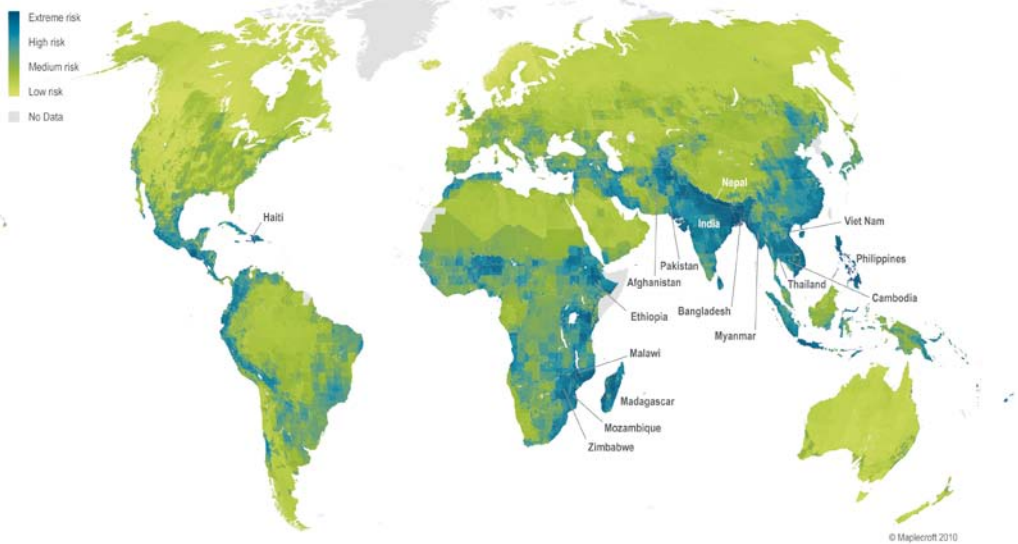 Extreme risk
High risk
Medium risk
Low risk
No Data
Haiti
Nepal
India
Viet Nam
Philippines
Pakistan
Thailand
Afghanistan
Cambodia
Bangladesh
Ethiopia
Myanmar
Malawi
Madagascar
Mozambique
Zimbabwe
© Maplecroft 2010